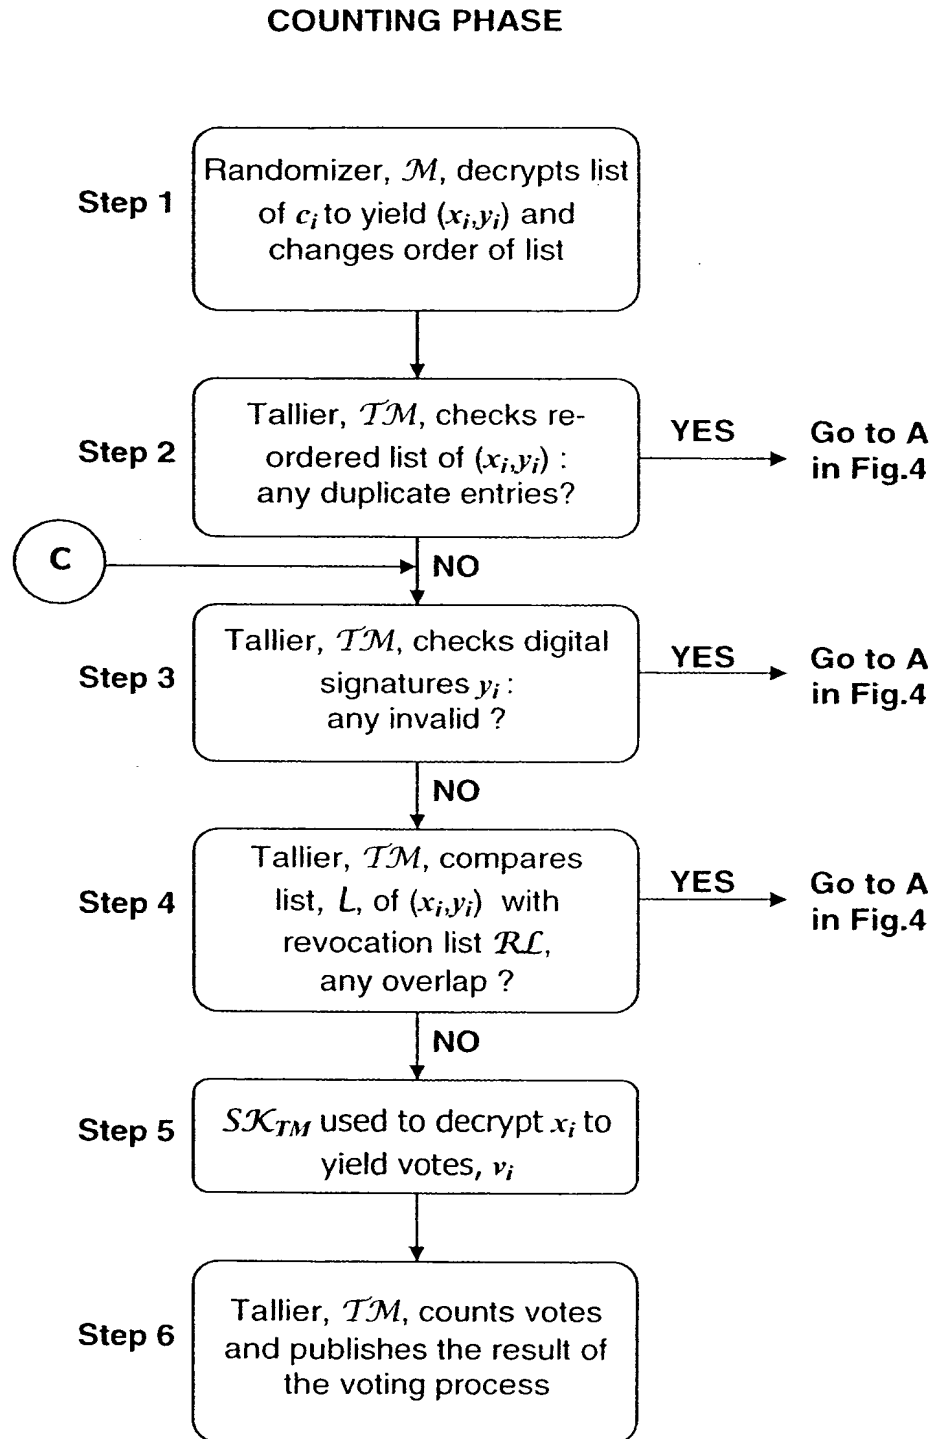 COUNTING PHASE
Step 1
Randomizer, ℳ, decrypts list
of cᵢ to yield (xᵢ,yᵢ) and
changes order of list
Step 2
Tallier, 𝒯ℳ, checks re-
ordered list of (xᵢ,yᵢ) :
any duplicate entries?
YES
Go to A
in Fig.4
C
NO
Step 3
Tallier, 𝒯ℳ, checks digital
signatures yᵢ :
any invalid ?
YES
Go to A
in Fig.4
NO
Step 4
Tallier, 𝒯ℳ, compares
list, L, of (xᵢ,yᵢ) with
revocation list ℛℒ,
any overlap ?
YES
Go to A
in Fig.4
NO
Step 5
𝒮𝒦_TM used to decrypt xᵢ to
yield votes, vᵢ
Step 6
Tallier, 𝒯ℳ, counts votes
and publishes the result of
the voting process